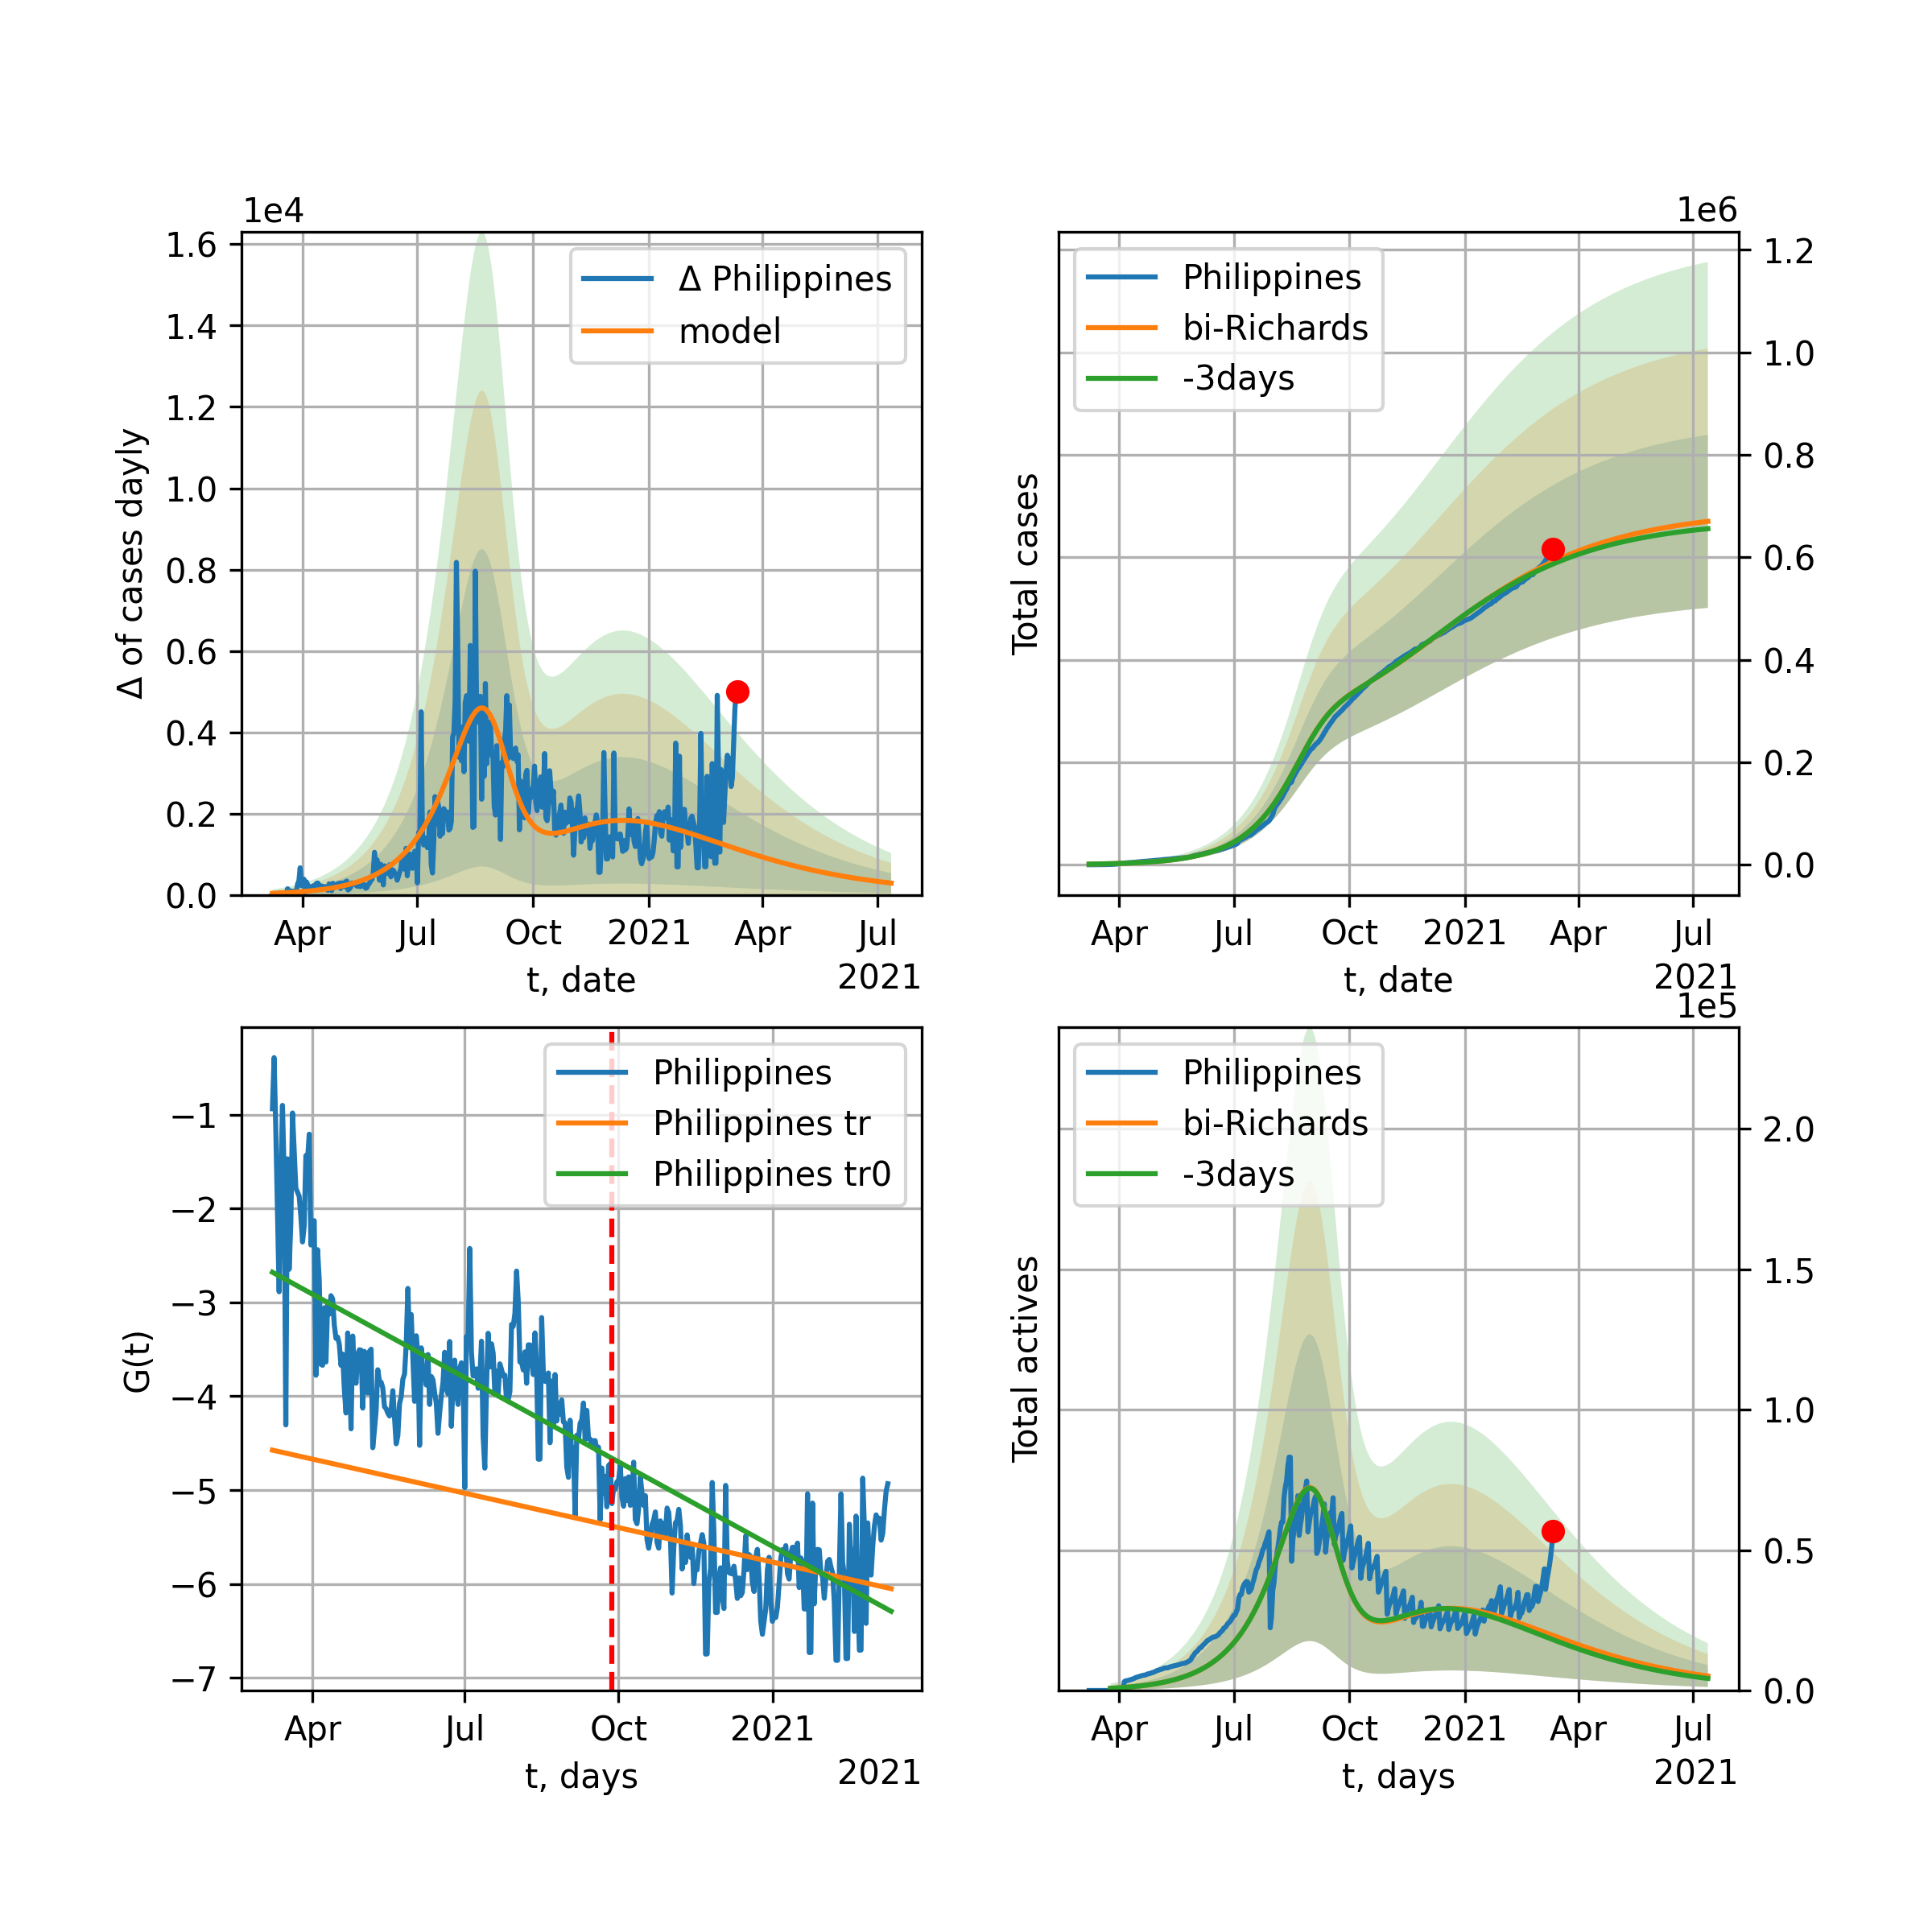 1e4
Δ of cases dayly
1.6
1.4
1.2
1.0
0.8
0.6
0.4
0.2
0.0
Δ Philippines
model
Apr Jul Oct 2021 Apr Jul
t, date
2021
1e6
Total cases
Philippines
bi-Richards
-3days
1.2
1.0
0.8
0.6
0.4
0.2
0.0
Apr Jul Oct 2021 Apr Jul
t, date
2021
G(t)
−1
−2
−3
−4
−5
−6
−7
Philippines
Philippines tr
Philippines tr0
Apr Jul Oct 2021
t, days
2021
1e5
Total actives
Philippines
bi-Richards
-3days
2.0
1.5
1.0
0.5
0.0
Apr Jul Oct 2021 Apr Jul
t, days
2021